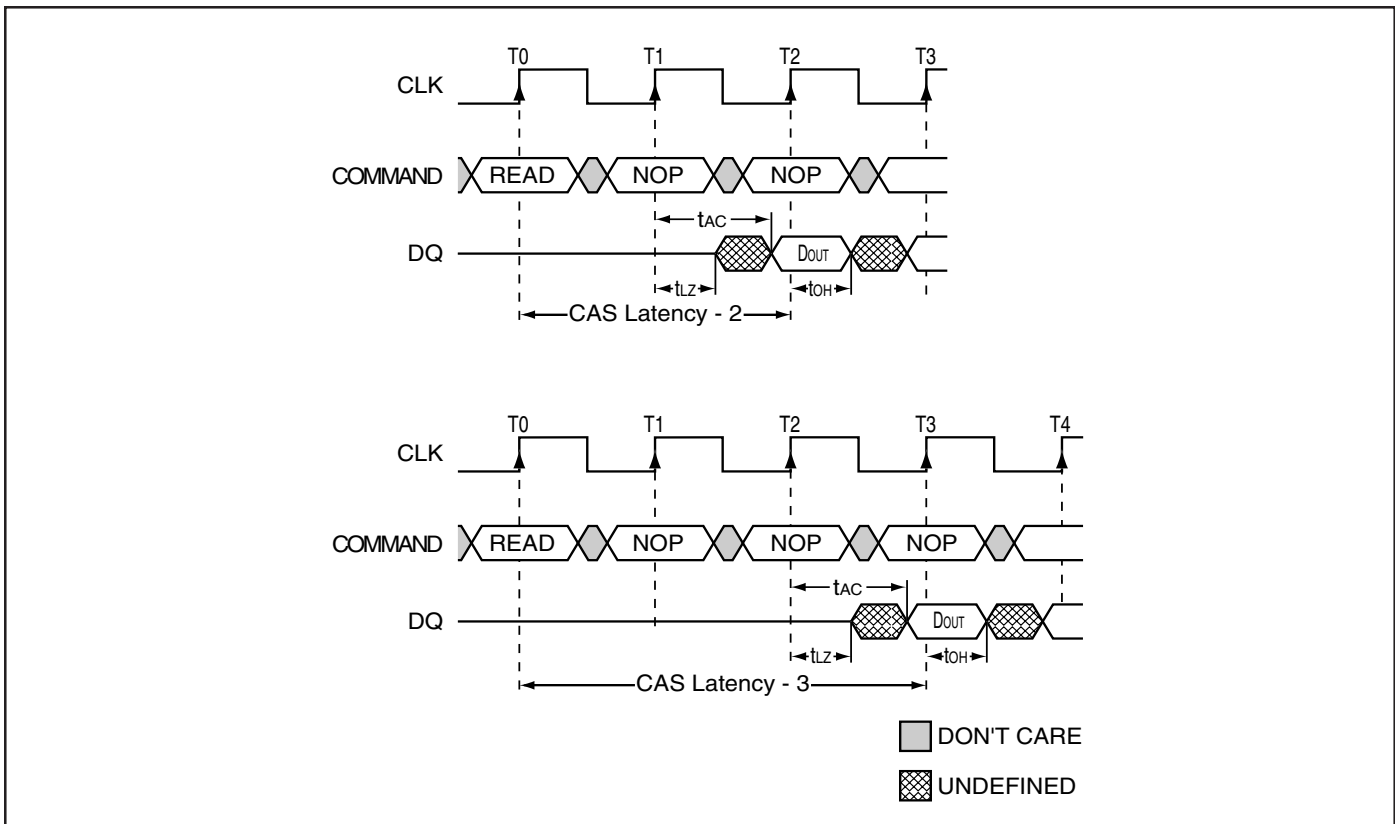 T0 T1 T2 T3
CLK
COMMAND READ NOP NOP
tAC
DQ DOUT
tLZ tOH
CAS Latency - 2
T0 T1 T2 T3 T4
CLK
COMMAND READ NOP NOP NOP
tAC
DQ DOUT
tLZ tOH
CAS Latency - 3
DON'T CARE
UNDEFINED